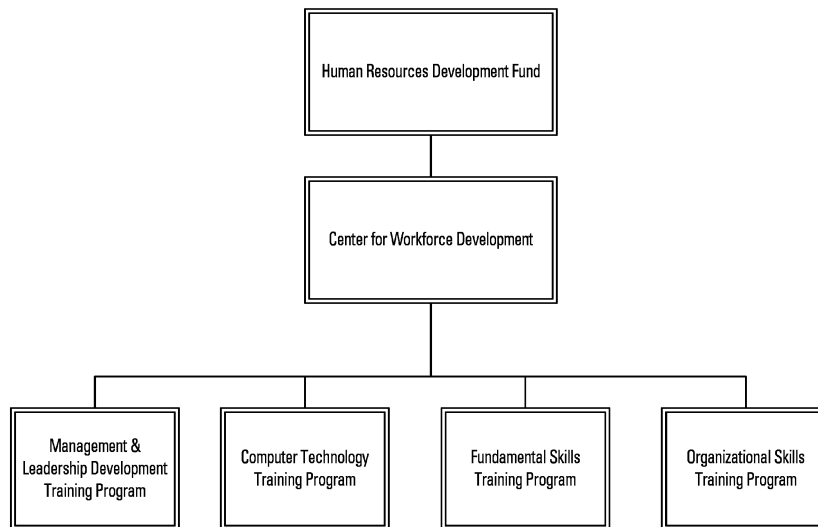 Human Resources Development Fund
Center for Workforce Development
Management &
Leadership Development
Training Program
Computer Technology
Training Program
Fundamental Skills
Training Program
Organizational Skills
Training Program